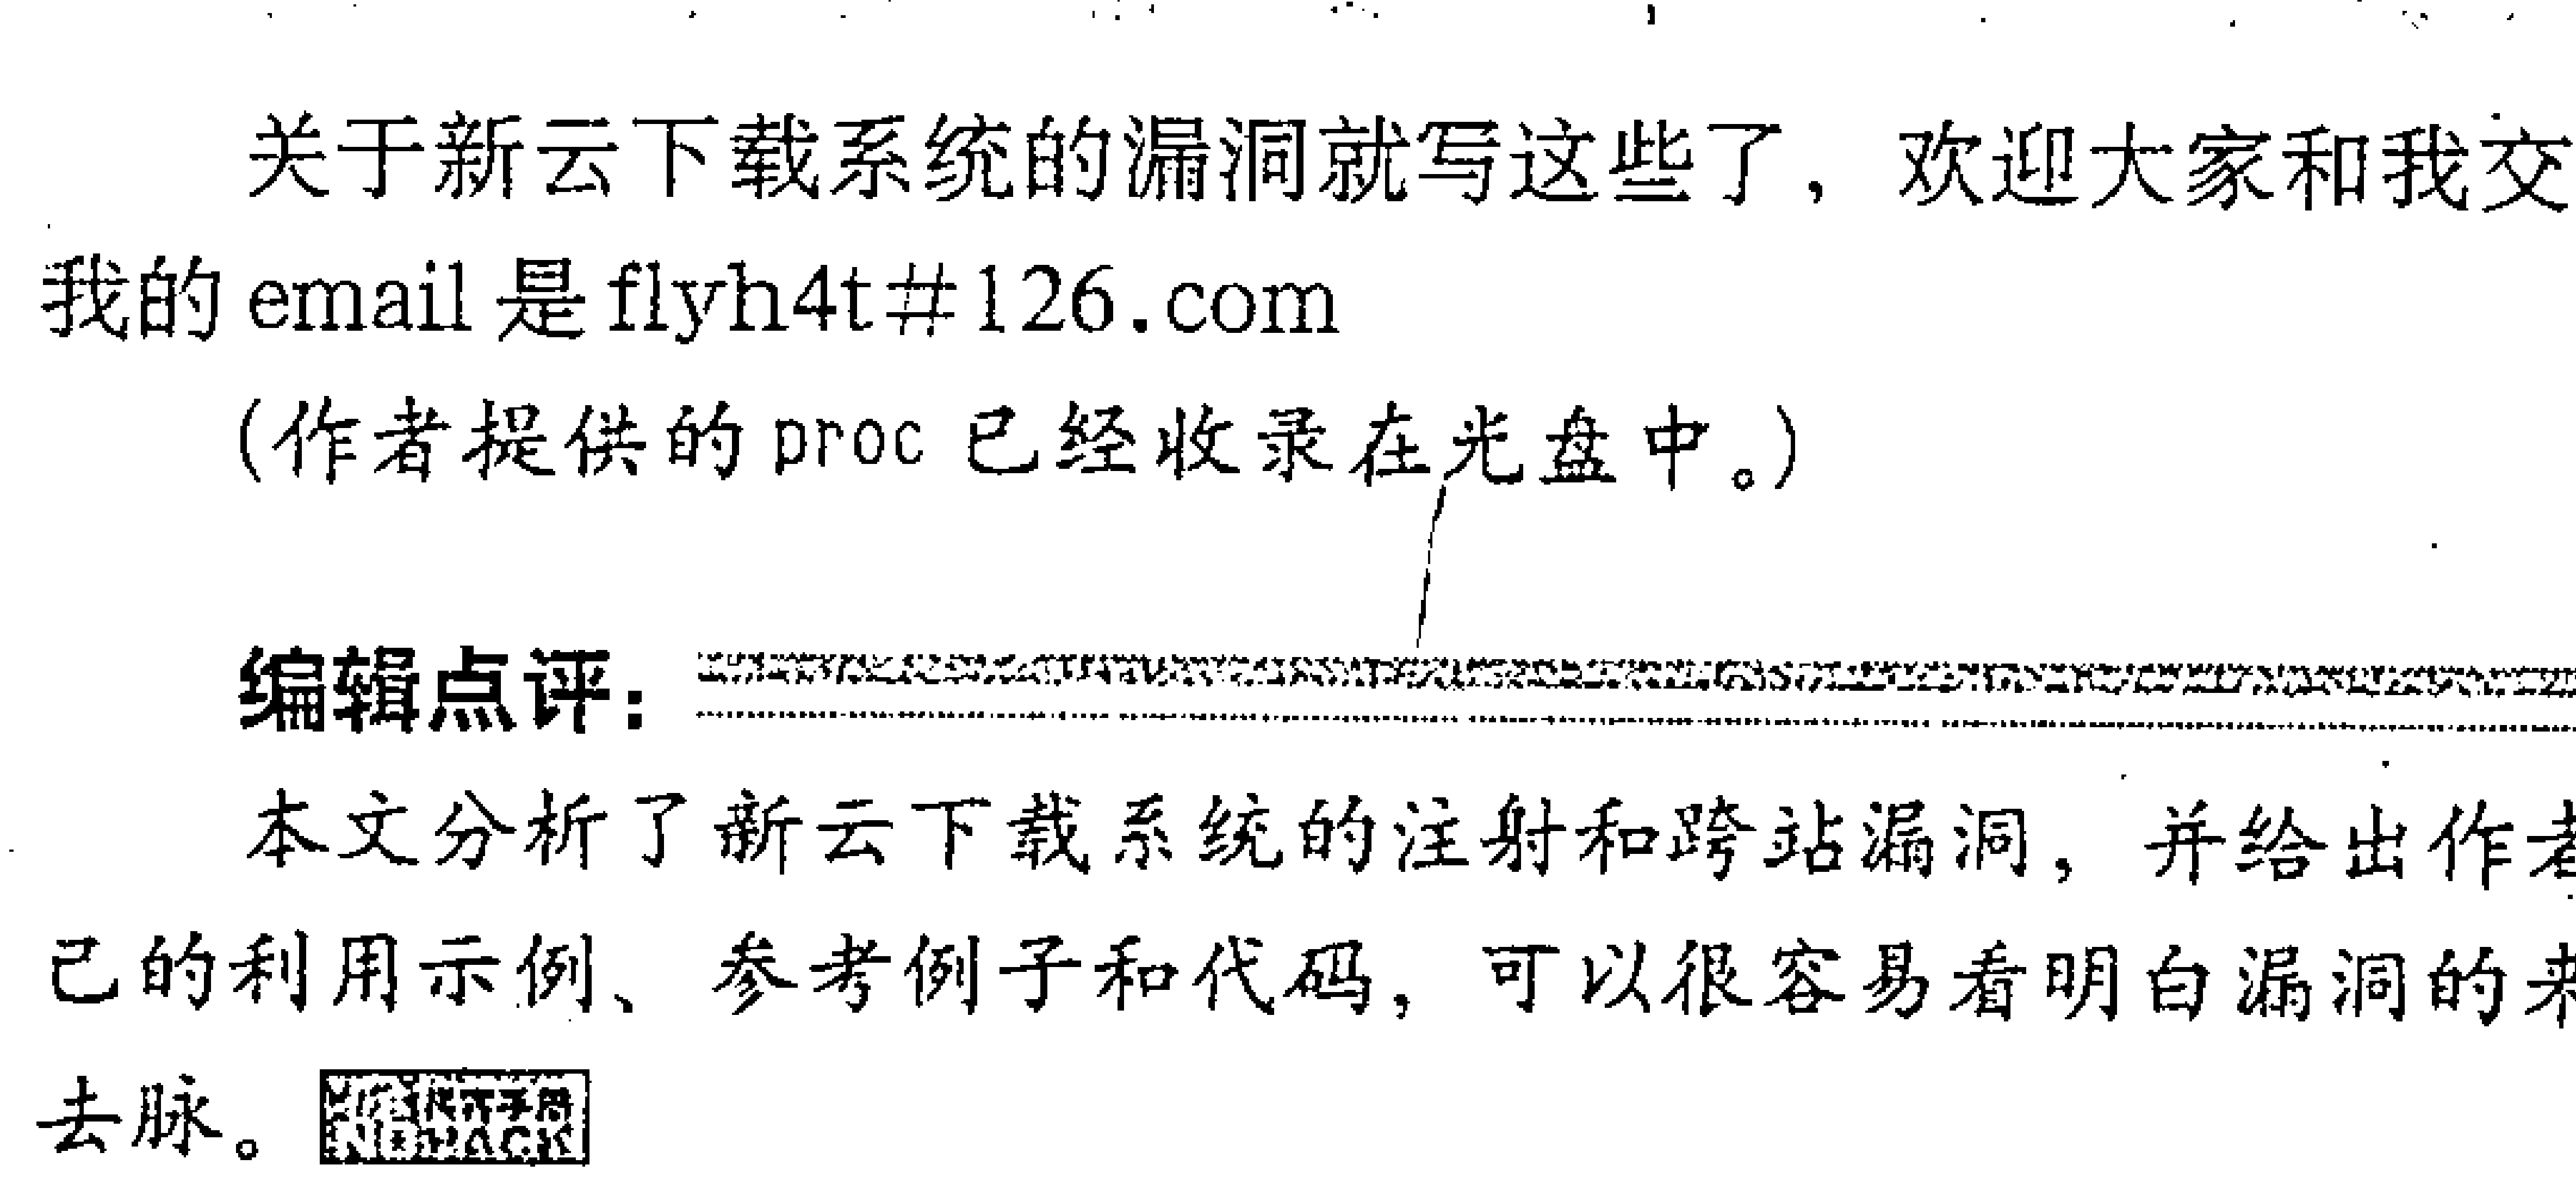 关于新云下载系统的漏洞就写这些了，欢迎大家和我交
我的 email 是 flyh4t#126.com
(作者提供的 proc 已经收录在光盘中。)
编辑点评：
本文分析了新云下载系统的注射和跨站漏洞，并给出作者
己的利用示例、参考例子和代码，可以很容易看明白漏洞的来
去脉。